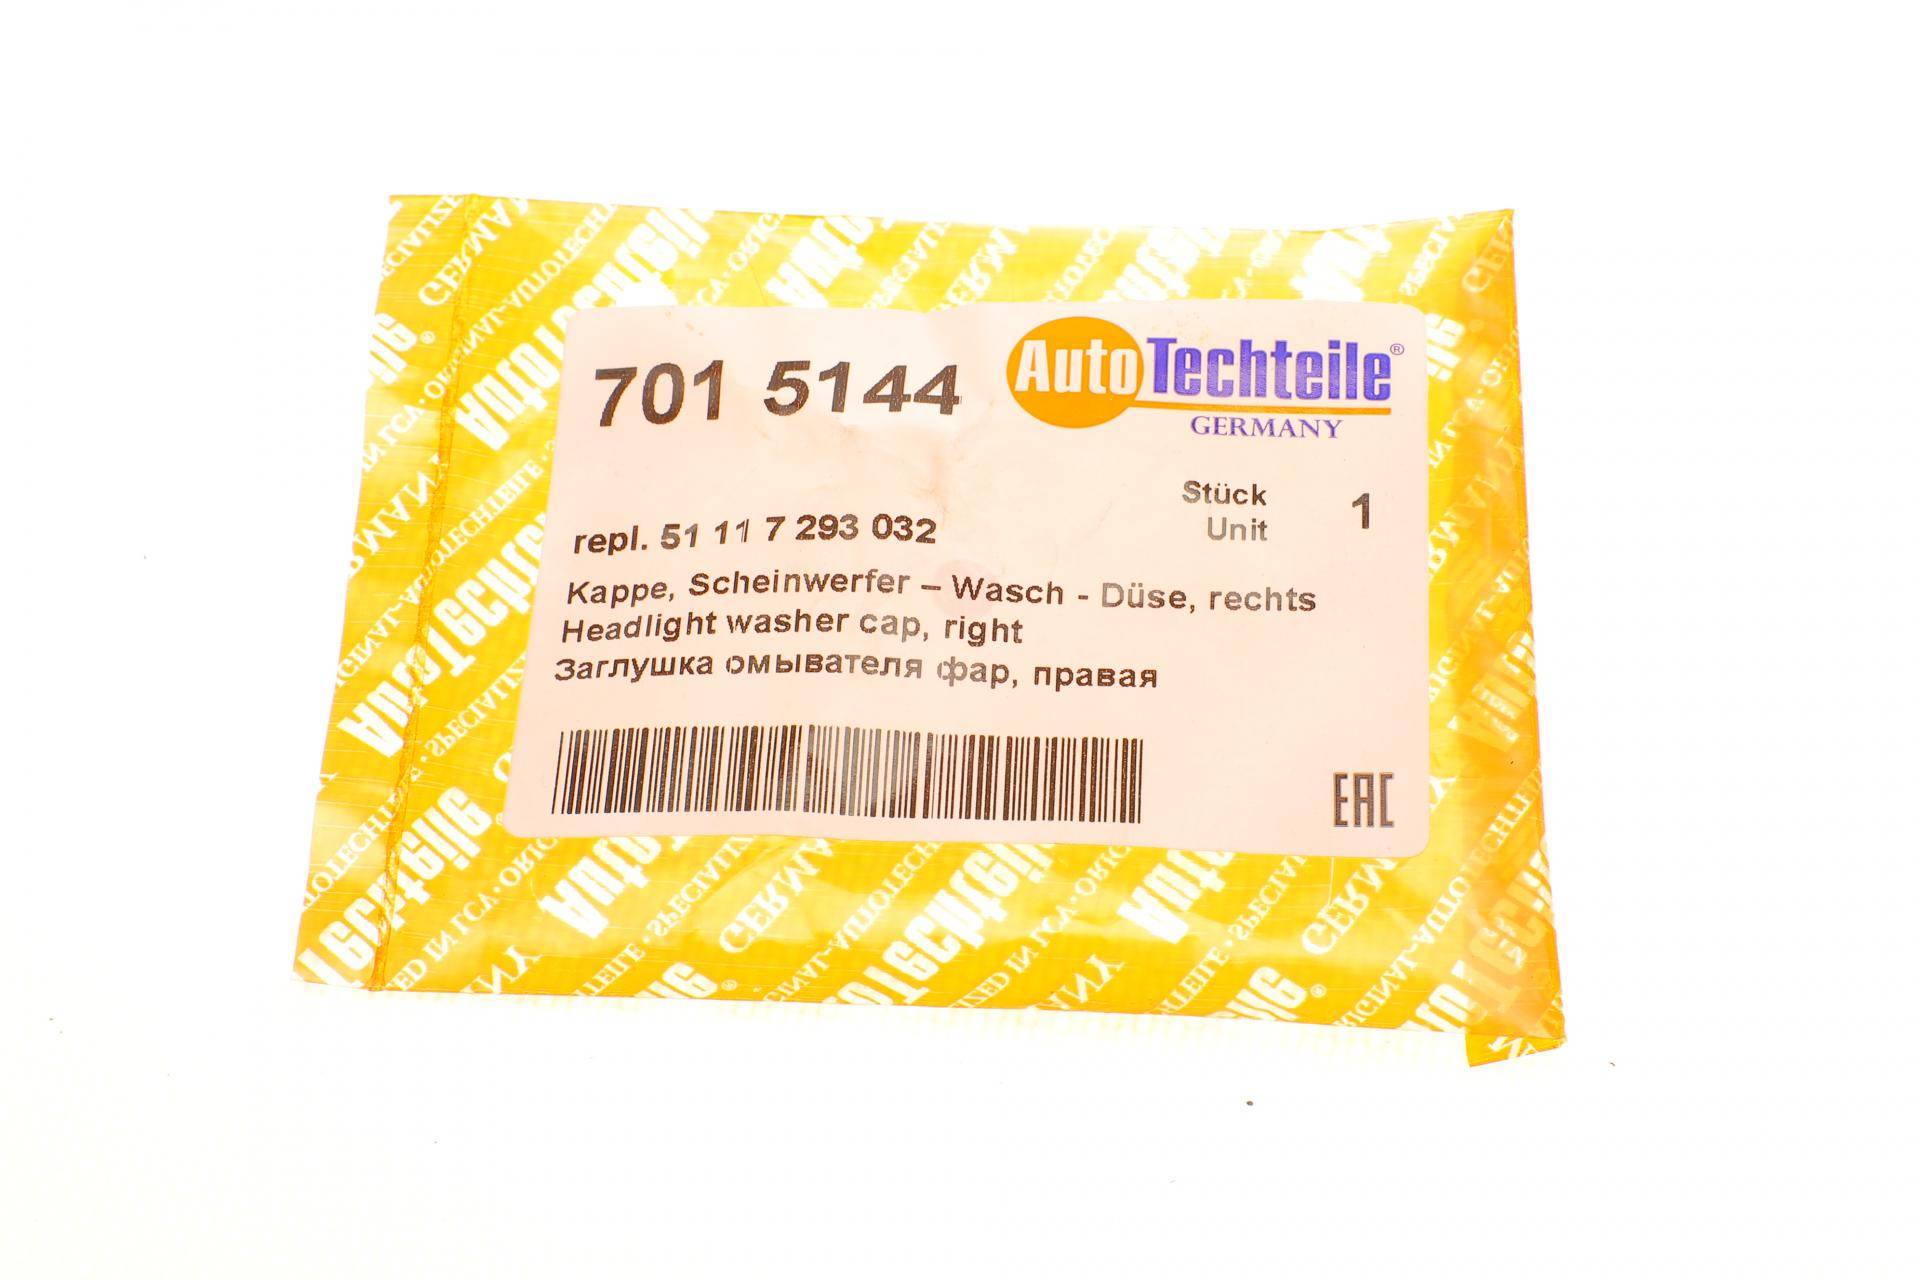 701 5144
AutoTechteile®
GERMANY
Stück
Unit
1
repl. 51 11 7 293 032
Kappe, Scheinwerfer – Wasch - Düse, rechts
Headlight washer cap, right
Заглушка омывателя фар, правая
EAC